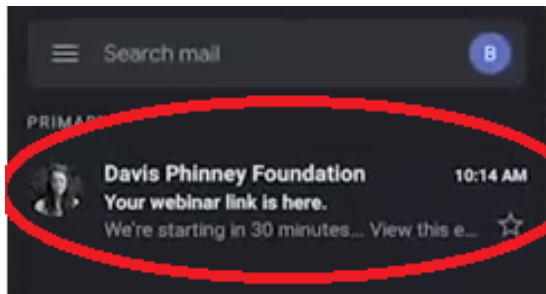 Search mail
B
PRIMAR
Davis Phinney Foundation 10:14 AM
Your webinar link is here.
We're starting in 30 minutes... View this e...